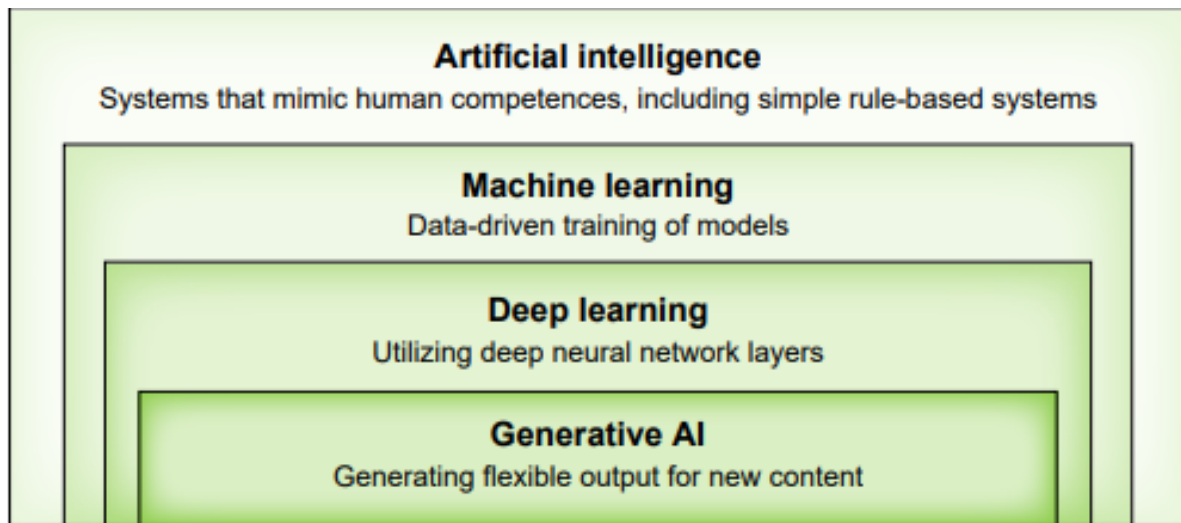 Artificial intelligence
Systems that mimic human competences, including simple rule-based systems
Machine learning
Data-driven training of models
Deep learning
Utilizing deep neural network layers
Generative AI
Generating flexible output for new content